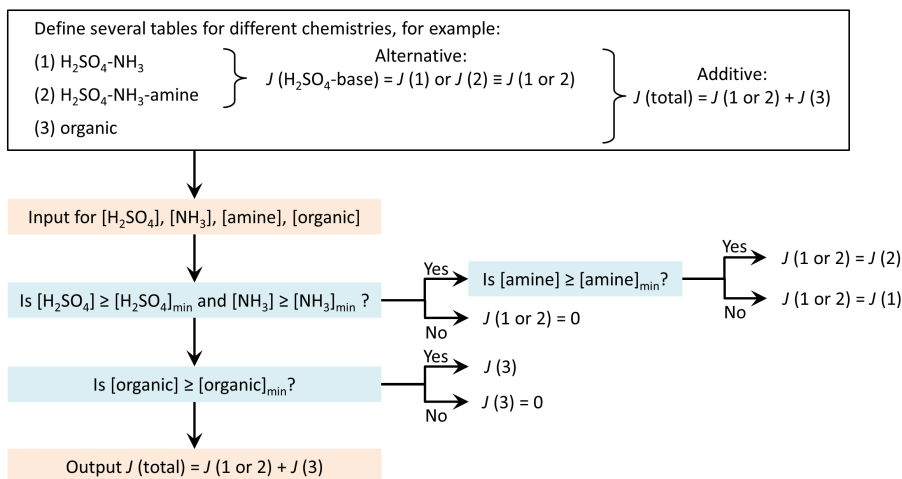 Define several tables for different chemistries, for example:
(1) H₂SO₄-NH₃
(2) H₂SO₄-NH₃-amine
(3) organic
Alternative:
J (H₂SO₄-base) = J (1) or J (2) ≡ J (1 or 2)
Additive:
J (total) = J (1 or 2) + J (3)
Input for [H₂SO₄], [NH₃], [amine], [organic]
Is [H₂SO₄] ≥ [H₂SO₄]min and [NH₃] ≥ [NH₃]min ?
Yes
Is [amine] ≥ [amine]min?
Yes
J (1 or 2) = J (2)
No
J (1 or 2) = J (1)
No
J (1 or 2) = 0
Is [organic] ≥ [organic]min?
Yes
J (3)
No
J (3) = 0
Output J (total) = J (1 or 2) + J (3)